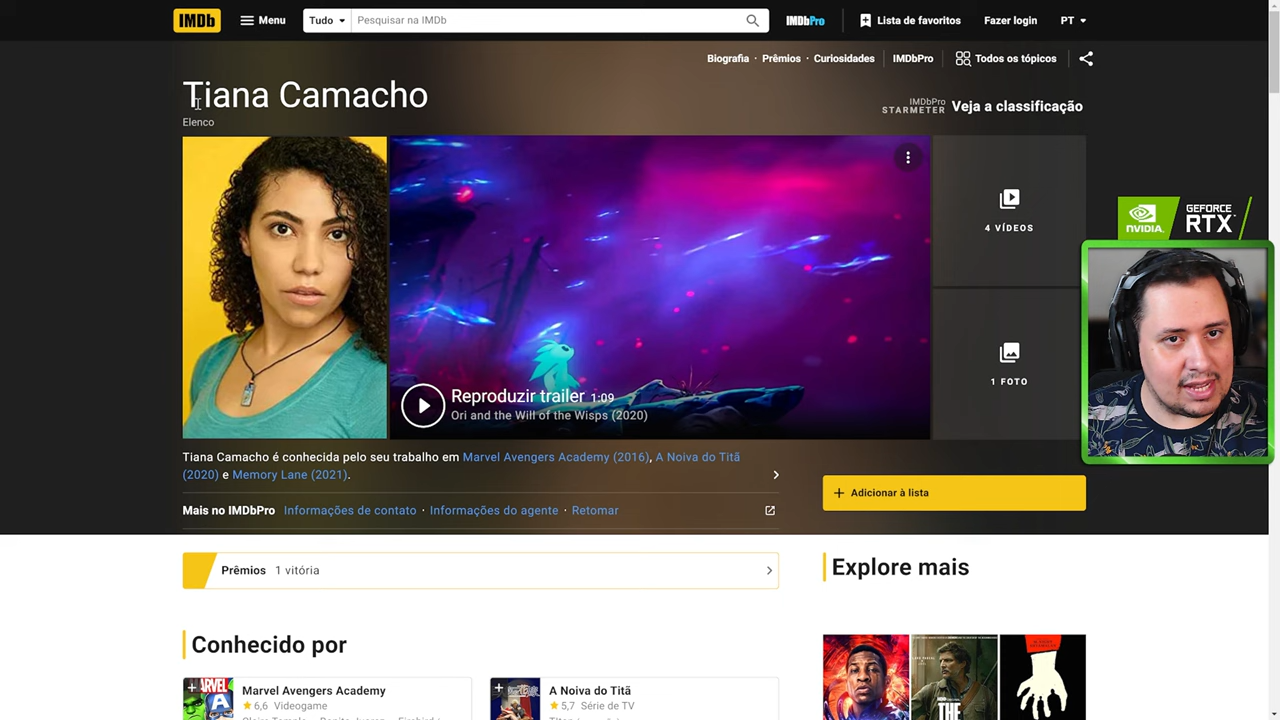 IMDb
Menu
Tudo
Pesquisar na IMDb
IMDbPro
Lista de favoritos
Fazer login
PT
Biografia · Prêmios · Curiosidades
IMDbPro
Todos os tópicos
Tiana Camacho
Elenco
IMDbPro
STARMETER
Veja a classificação
4 VÍDEOS
1 FOTO
NVIDIA.
GEFORCE
RTX
Reproduzir trailer 1:09
Ori and the Will of the Wisps (2020)
Tiana Camacho é conhecida pelo seu trabalho em Marvel Avengers Academy (2016), A Noiva do Titã
(2020) e Memory Lane (2021).
+ Adicionar à lista
Mais no IMDbPro
Informações de contato · Informações do agente · Retomar
Prêmios 1 vitória
Explore mais
Conhecido por
MARVEL
Marvel Avengers Academy
6,6 Videogame
A Noiva do Titã
5,7 Série de TV
THE